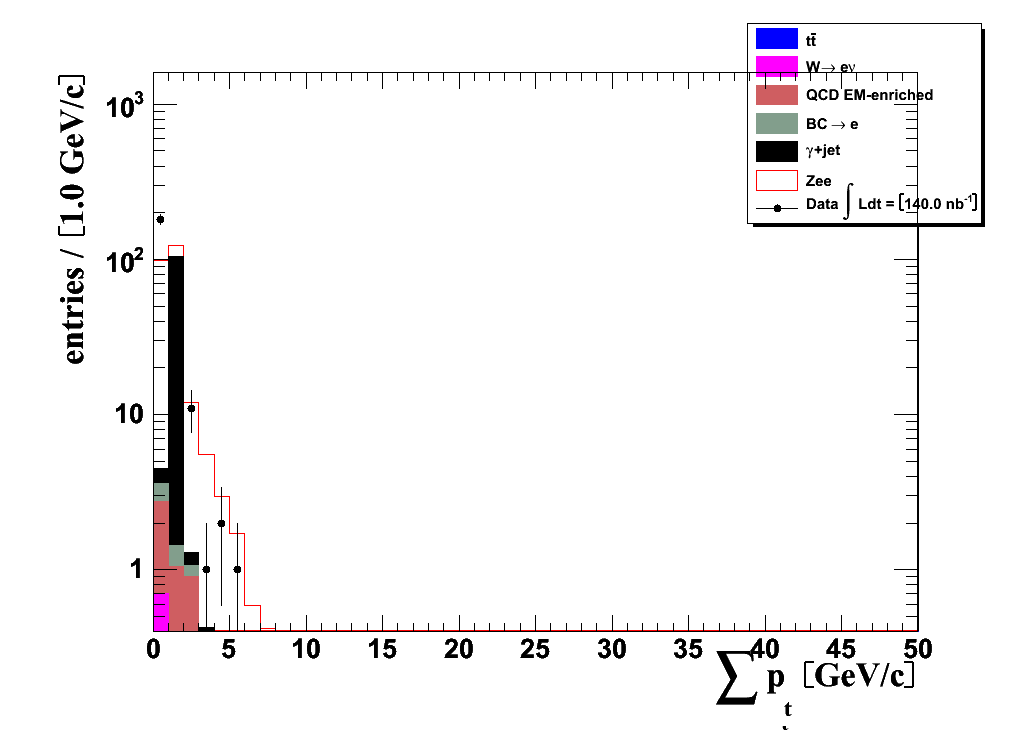 tt̄
W→ eν
QCD EM-enriched
BC → e
γ+jet
Zee
Data ∫ Ldt = [140.0 nb⁻¹]
entries / [1.0 GeV/c]
10³
10²
10
1
0 5 10 15 20 25 30 35 40 45 50
∑ p_t [GeV/c]